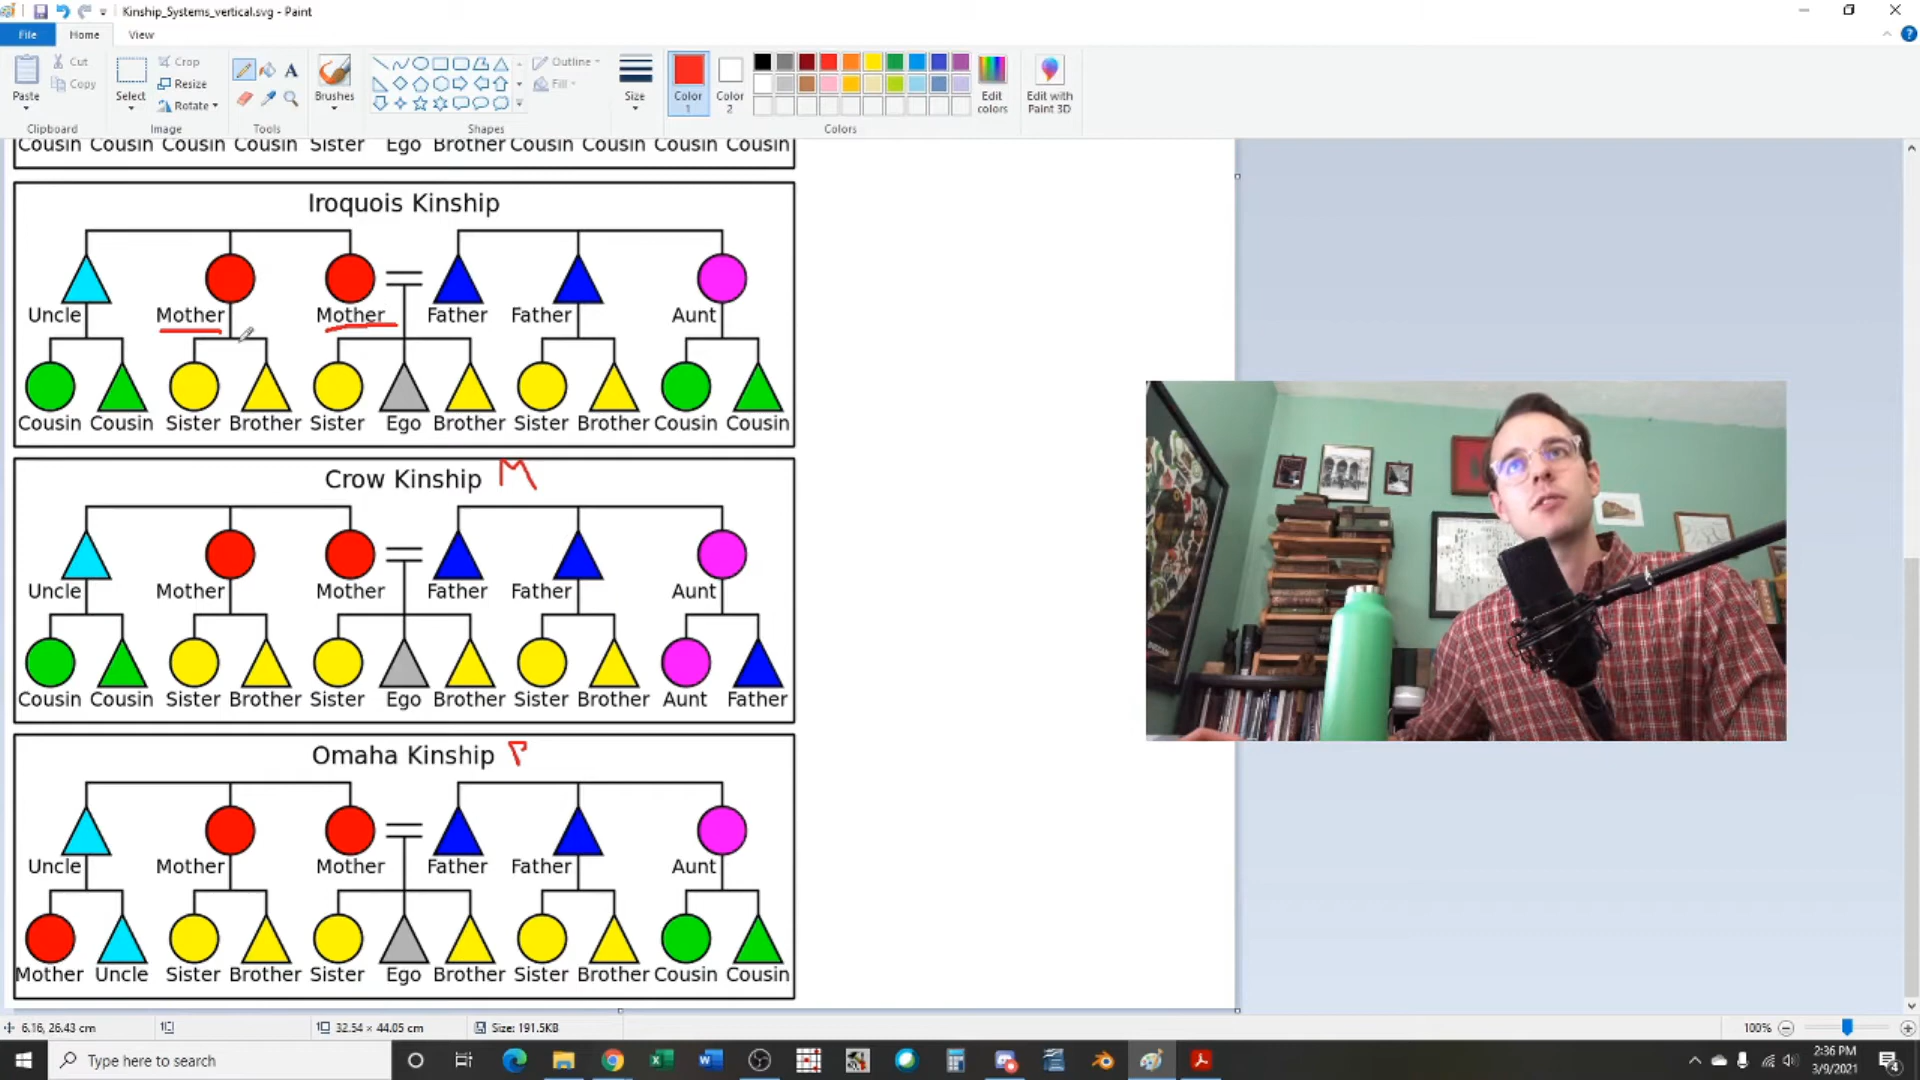 Kinship_Systems_vertical.svg - Paint
File Home View
Paste Cut Copy
Select Crop Resize Rotate
Brushes
Outline Fill
Size
Color 1
Color 2
Edit colors
Edit with Paint 3D
Clipboard Image Tools Shapes Colors
Cousin Cousin Cousin Cousin Sister Ego Brother Cousin Cousin Cousin Cousin
Iroquois Kinship
Uncle Mother Mother Father Father Aunt
Cousin Cousin Sister Brother Sister Ego Brother Sister Brother Cousin Cousin
Crow Kinship M
Uncle Mother Mother Father Father Aunt
Cousin Cousin Sister Brother Sister Ego Brother Sister Brother Aunt Father
Omaha Kinship P
Uncle Mother Mother Father Father Aunt
Mother Uncle Sister Brother Sister Ego Brother Sister Brother Cousin Cousin
6.16, 26.43 cm 32.54 × 44.05 cm Size: 191.5KB 100%
Type here to search
2:36 PM
3/9/2021
4